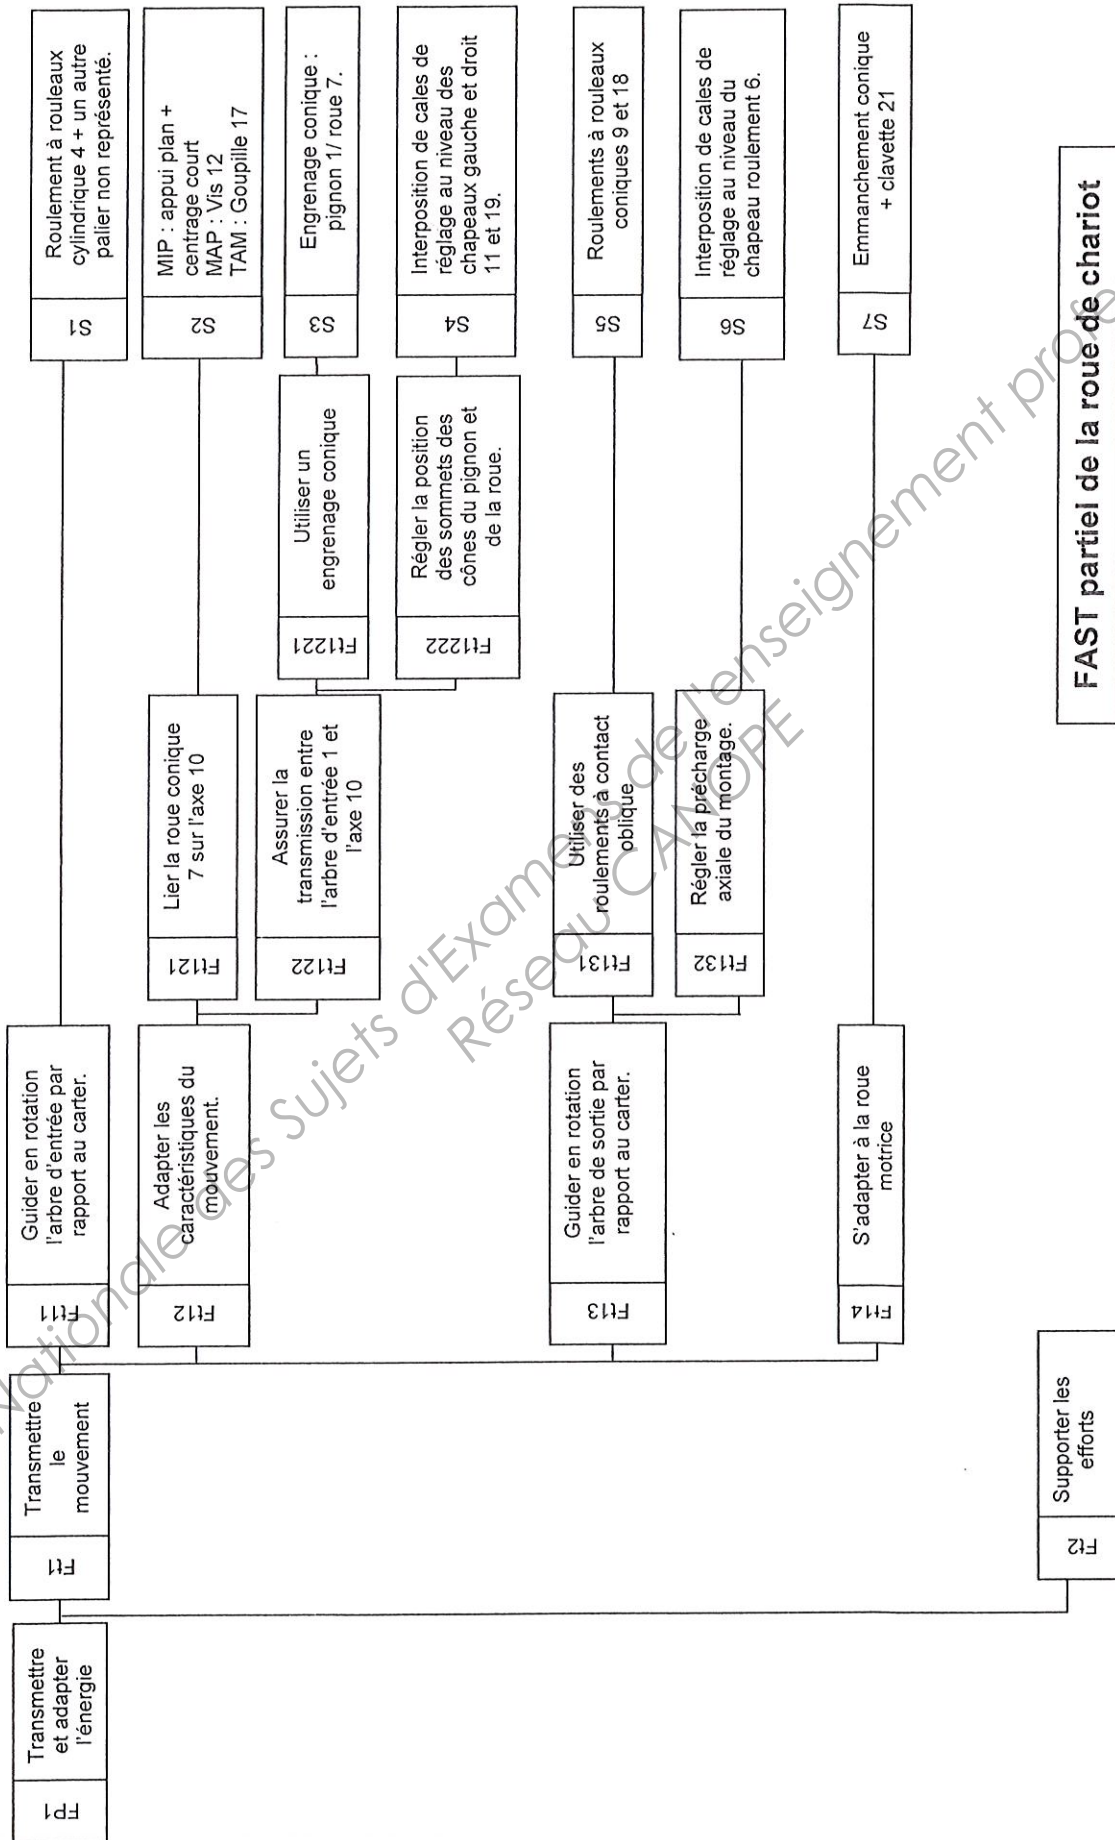 FP1
Transmettre
et adapter
l'énergie
Ft1
Transmettre
le
mouvement
Ft11
Guider en rotation
l'arbre d'entrée par
rapport au carter.
S1
Roulement à rouleaux
cylindrique 4 + un autre
palier non représenté.
Ft12
Adapter les
caractéristiques du
mouvement.
Ft121
Lier la roue conique
7 sur l'axe 10
S2
MIP : appui plan +
centrage court
MAP : Vis 12
TAM : Goupille 17
Ft122
Assurer la
transmission entre
l'arbre d'entrée 1 et
l'axe 10
Ft1221
Utiliser un
engrenage conique
S3
Engrenage conique :
pignon 1/ roue 7.
Ft1222
Régler la position
des sommets des
cônes du pignon et
de la roue.
S4
Interposition de cales de
réglage au niveau des
chapeaux gauche et droit
11 et 19.
Ft13
Guider en rotation
l'arbre de sortie par
rapport au carter.
Ft131
Utiliser des
roulements à contact
oblique
S5
Roulements à rouleaux
coniques 9 et 18
Ft132
Régler la précharge
axiale du montage.
S6
Interposition de cales de
réglage au niveau du
chapeau roulement 6.
Ft14
S'adapter à la roue
motrice
S7
Emmanchement conique
+ clavette 21
Ft2
Supporter les
efforts
FAST partiel de la roue de chariot
Nationale des Sujets d'Examens de l'enseignement profe
Réseau CANOPE